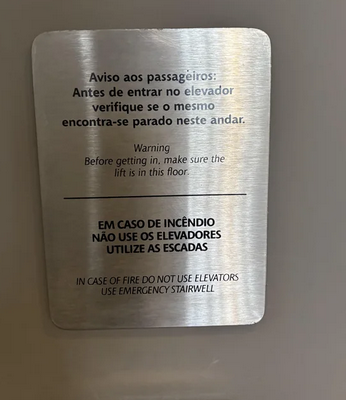 Aviso aos passageiros:
Antes de entrar no elevador
verifique se o mesmo
encontra-se parado neste andar.
Warning
Before getting in, make sure the
lift is in this floor.
EM CASO DE INCÊNDIO
NÃO USE OS ELEVADORES
UTILIZE AS ESCADAS
IN CASE OF FIRE DO NOT USE ELEVATORS
USE EMERGENCY STAIRWELL